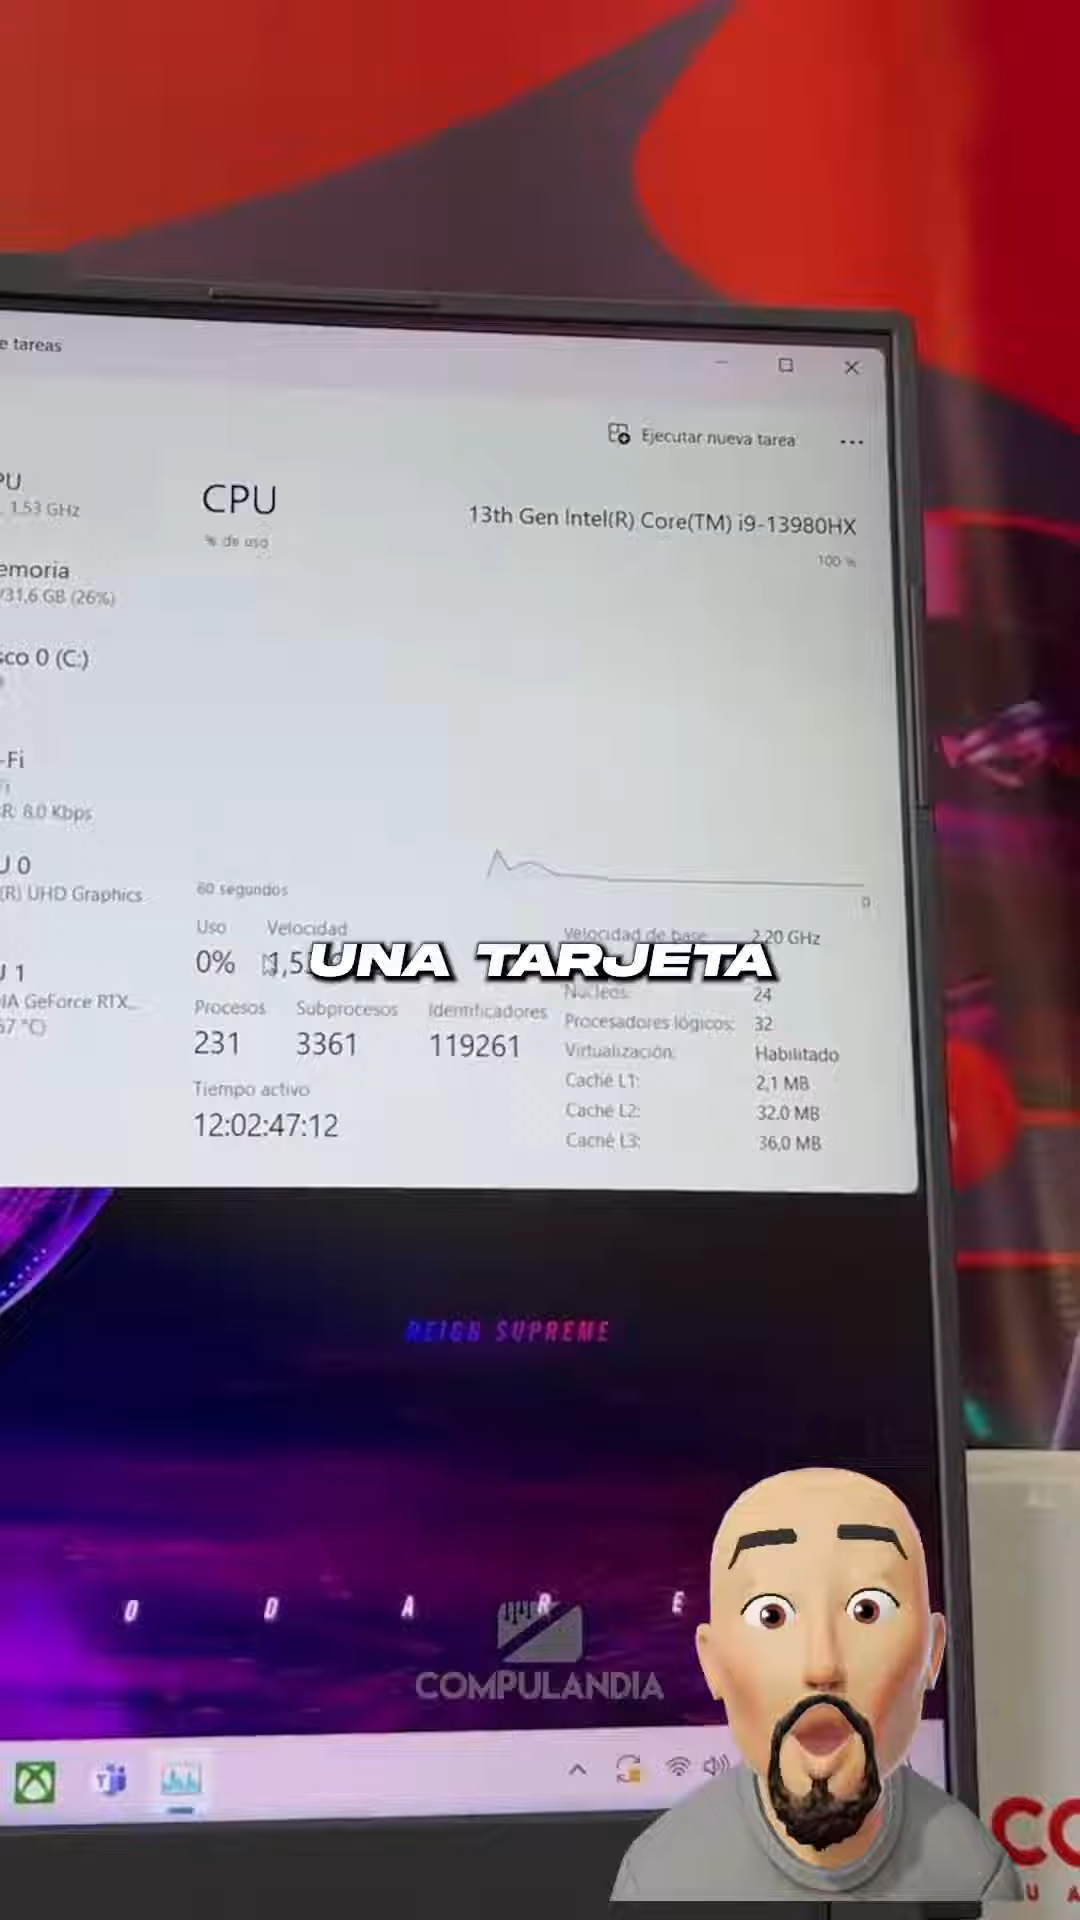 e tareas
Ejecutar nueva tarea
PU
1.53 GHz
CPU
% de uso
13th Gen Intel(R) Core(TM) i9-13980HX
100 %
emoria
/31,6 GB (26%)
sco 0 (C:)
-Fi
R: 8.0 Kbps
U 0
(R) UHD Graphics
60 segundos
0
Uso
Velocidad
Velocidad de base:
2,20 GHz
0%
1,5
UNA TARJETA
U 1
IA GeForce RTX...
67 °C)
Núcleos:
24
Procesos
Subprocesos
Identificadores
Procesadores lógicos:
32
231
3361
119261
Virtualización:
Habilitado
Caché L1:
2,1 MB
Tiempo activo
Caché L2:
32.0 MB
12:02:47:12
Caché L3:
36,0 MB
REIGN SUPREME
O D A R E
COMPULANDIA
CO
U A